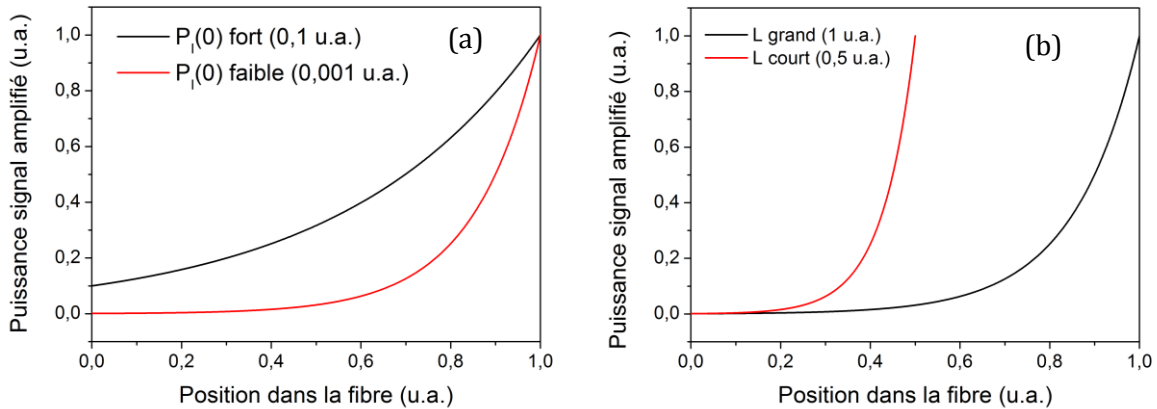 (a)
P_l(0) fort (0,1 u.a.)
P_l(0) faible (0,001 u.a.)
Puissance signal amplifié (u.a.)
1,0
0,8
0,6
0,4
0,2
0,0
0,0 0,2 0,4 0,6 0,8 1,0
Position dans la fibre (u.a.)
(b)
L grand (1 u.a.)
L court (0,5 u.a.)
Puissance signal amplifié (u.a.)
1,0
0,8
0,6
0,4
0,2
0,0
0,0 0,2 0,4 0,6 0,8 1,0
Position dans la fibre (u.a.)